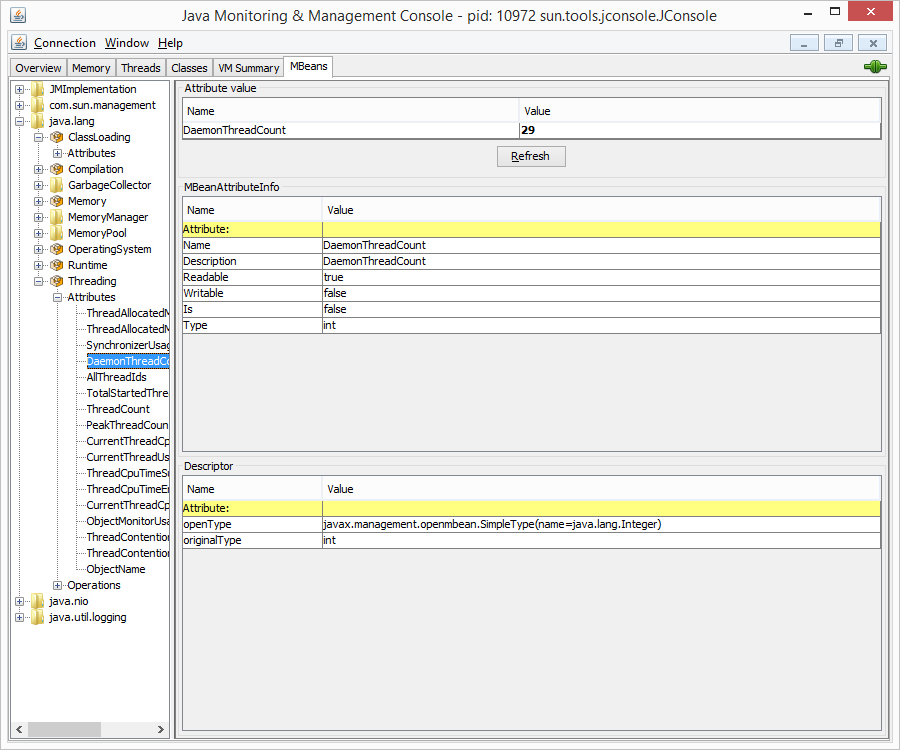 Java Monitoring & Management Console - pid: 10972 sun.tools.jconsole.JConsole
Connection Window Help
Overview Memory Threads Classes VM Summary MBeans
JMImplementation
com.sun.management
java.lang
ClassLoading
Attributes
Compilation
GarbageCollector
Memory
MemoryManager
MemoryPool
OperatingSystem
Runtime
Threading
Attributes
ThreadAllocatedM
ThreadAllocatedM
SynchronizerUsag
DaemonThreadCo
AllThreadIds
TotalStartedThre
ThreadCount
PeakThreadCoun
CurrentThreadCp
CurrentThreadUs
ThreadCpuTimeSu
ThreadCpuTimeEn
CurrentThreadCp
ObjectMonitorUsa
ThreadContention
ThreadContention
ObjectName
Operations
java.nio
java.util.logging
Attribute value
Name Value
DaemonThreadCount 29
Refresh
MBeanAttributeInfo
Name Value
Attribute:
Name DaemonThreadCount
Description DaemonThreadCount
Readable true
Writable false
Is false
Type int
Descriptor
Name Value
Attribute:
openType javax.management.openmbean.SimpleType(name=java.lang.Integer)
originalType int